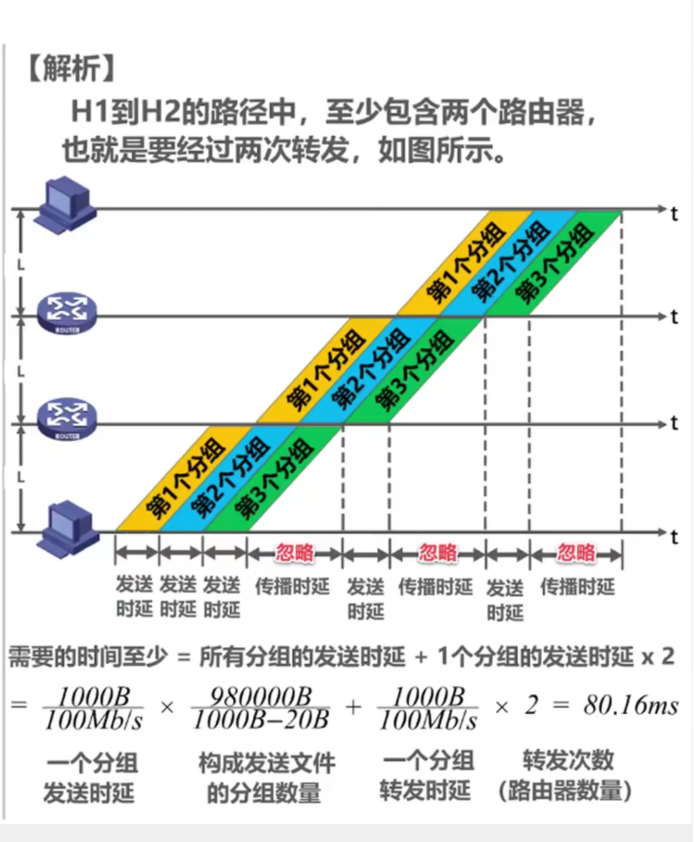 【解析】
H1到H2的路径中，至少包含两个路由器，
也就是要经过两次转发，如图所示。
t
第1个分组
第2个分组
第3个分组
L
ROUTER
t
第1个分组
第2个分组
第3个分组
L
ROUTER
t
第1个分组
第2个分组
第3个分组
L
t
忽略 忽略 忽略
发送 发送 发送 传播时延 发送 传播时延 发送 传播时延
时延 时延 时延 时延 时延
需要的时间至少 = 所有分组的发送时延 + 1个分组的发送时延 x 2
= 1000B/100Mb/s × 980000B/1000B−20B + 1000B/100Mb/s × 2 = 80.16ms
一个分组 构成发送文件 一个分组 转发次数
发送时延 的分组数量 转发时延 (路由器数量)